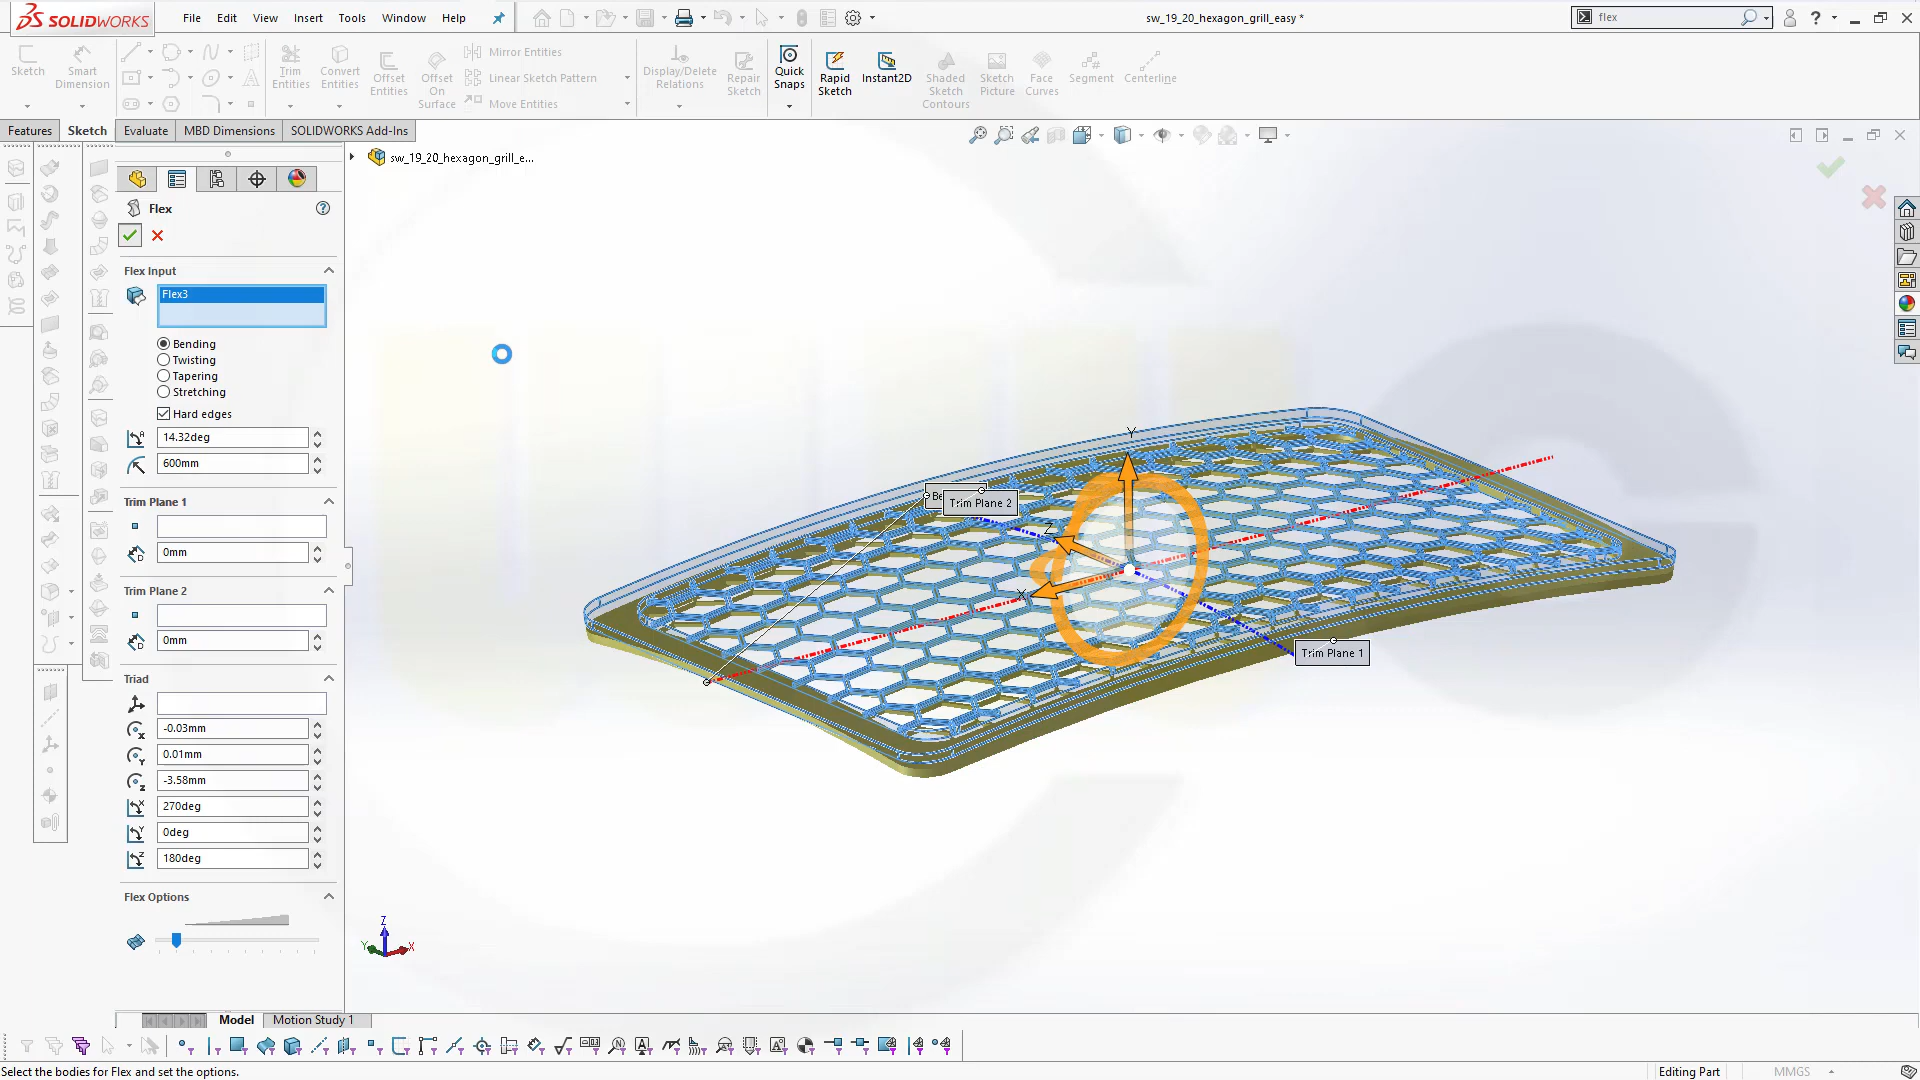 SOLIDWORKS File Edit View Insert Tools Window Help sw_19_20_hexagon_grill_easy * flex
Sketch Smart Dimension Trim Entities Convert Entities Offset Entities Offset On Surface Mirror Entities Linear Sketch Pattern Move Entities Display/Delete Relations Repair Sketch Quick Snaps Rapid Sketch Instant2D Shaded Sketch Contours Sketch Picture Face Curves Segment Centerline
Features Sketch Evaluate MBD Dimensions SOLIDWORKS Add-Ins
sw_19_20_hexagon_grill_e...
Flex
Flex Input
Flex3
Bending
Twisting
Tapering
Stretching
Hard edges
14.32deg
600mm
Trim Plane 1
0mm
Trim Plane 2
0mm
Triad
-0.03mm
0.01mm
-3.58mm
270deg
0deg
180deg
Flex Options
Y
Be
Trim Plane 2
Z
X
Trim Plane 1
Z
Y X
Model Motion Study 1
Select the bodies for Flex and set the options. Editing Part MMGS